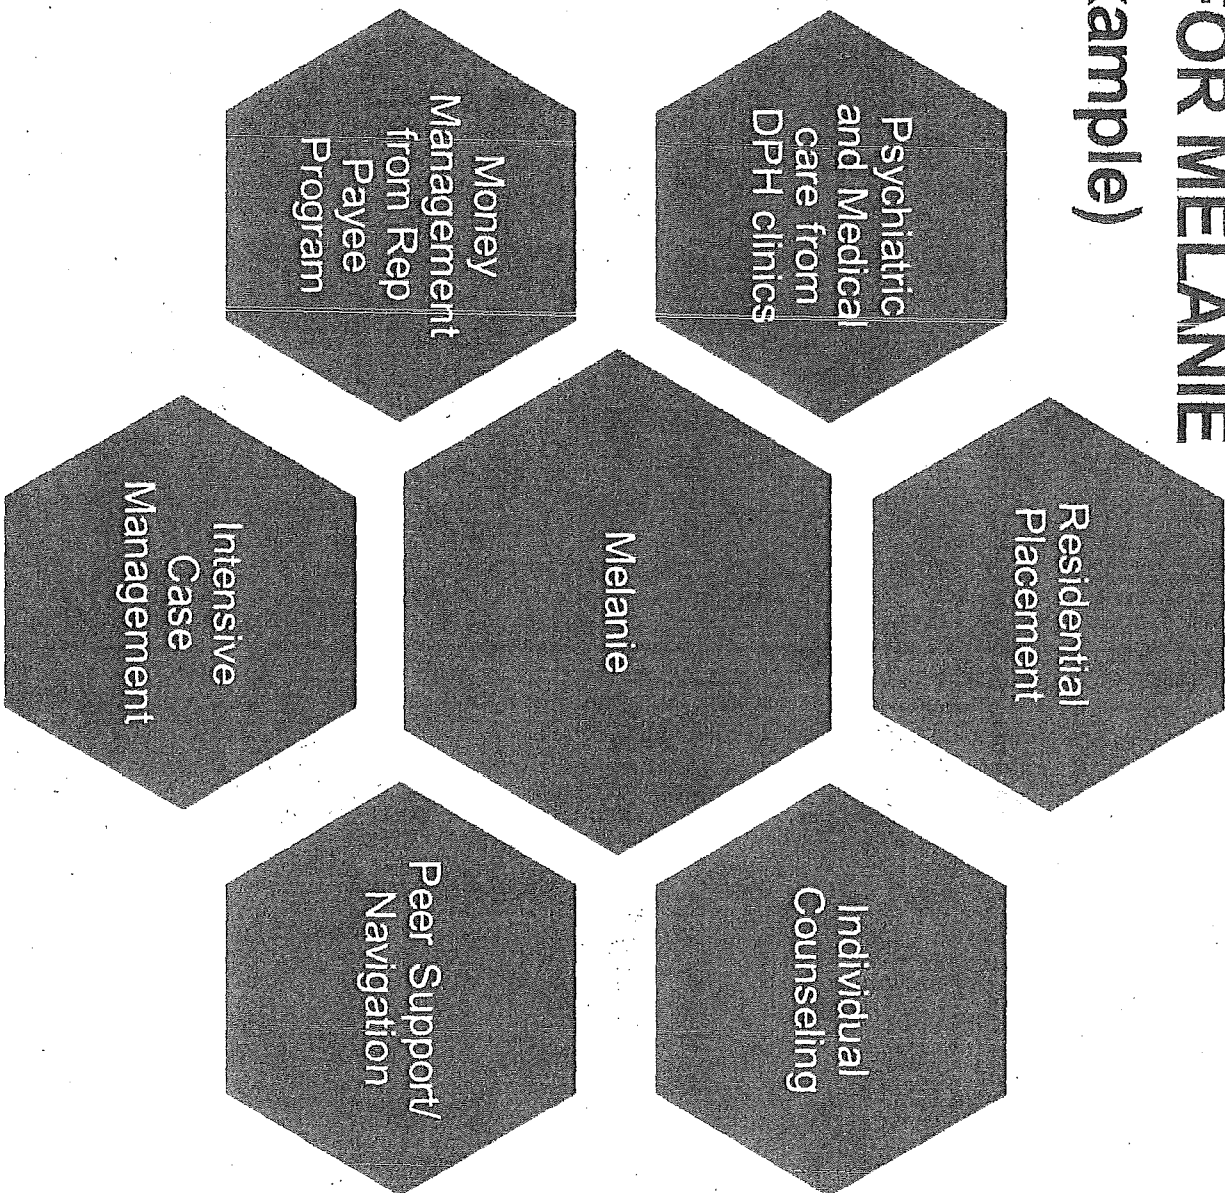 FOR MELANIE
ample)
Residential
Placement
Psychiatric
and Medical
care from
DPH clinics
Individual
Counseling
Melanie
Money
Management
from Rep
Payee
Program
Peer Support/
Navigation
Intensive
Case
Management